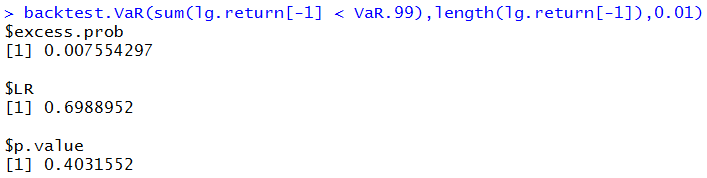 > backtest.VaR(sum(lg.return[-1] < VaR.99),length(lg.return[-1]),0.01)
$excess.prob
[1] 0.007554297
$LR
[1] 0.6988952
$p.value
[1] 0.4031552